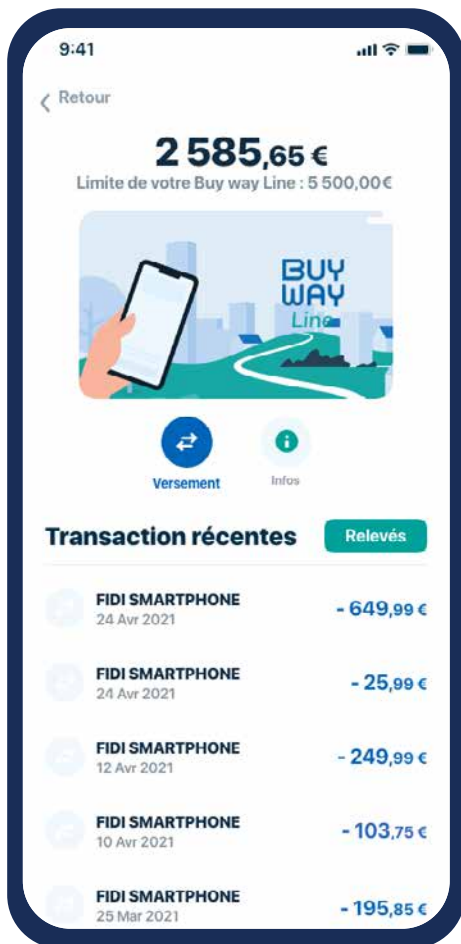 9:41
Retour
2 585,65 €
Limite de votre Buy way Line : 5 500,00€
BUY
WAY
Line
Versement
Infos
Transaction récentes
Relevés
FIDI SMARTPHONE
- 649,99 €
24 Avr 2021
FIDI SMARTPHONE
- 25,99 €
24 Avr 2021
FIDI SMARTPHONE
- 249,99 €
12 Avr 2021
FIDI SMARTPHONE
- 103,75 €
10 Avr 2021
FIDI SMARTPHONE
- 195,85 €
25 Mar 2021